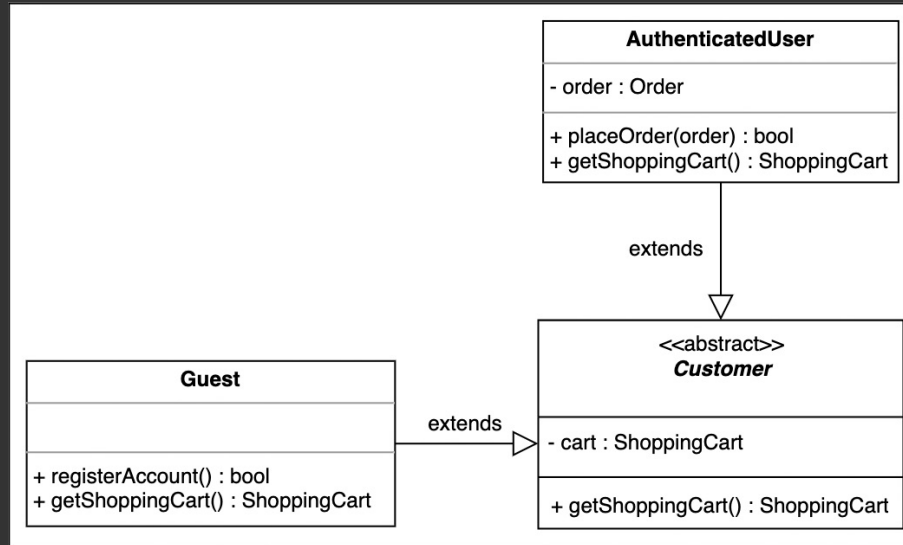 AuthenticatedUser
- order : Order
+ placeOrder(order) : bool
+ getShoppingCart() : ShoppingCart
extends
<<abstract>>
Customer
- cart : ShoppingCart
+ getShoppingCart() : ShoppingCart
extends
Guest
+ registerAccount() : bool
+ getShoppingCart() : ShoppingCart